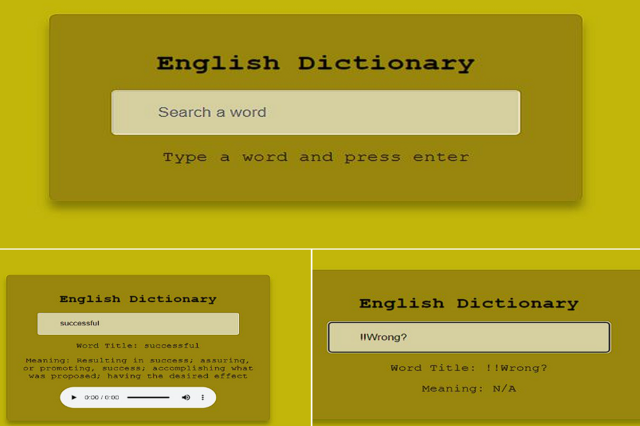 English Dictionary
Search a word
Type a word and press enter
English Dictionary
successful
Word Title: successful
Meaning: Resulting in success; assuring,
or promoting, success; accomplishing what
was proposed; having the desired effect
0:00 / 0:00
English Dictionary
!!Wrong?
Word Title: !!Wrong?
Meaning: N/A